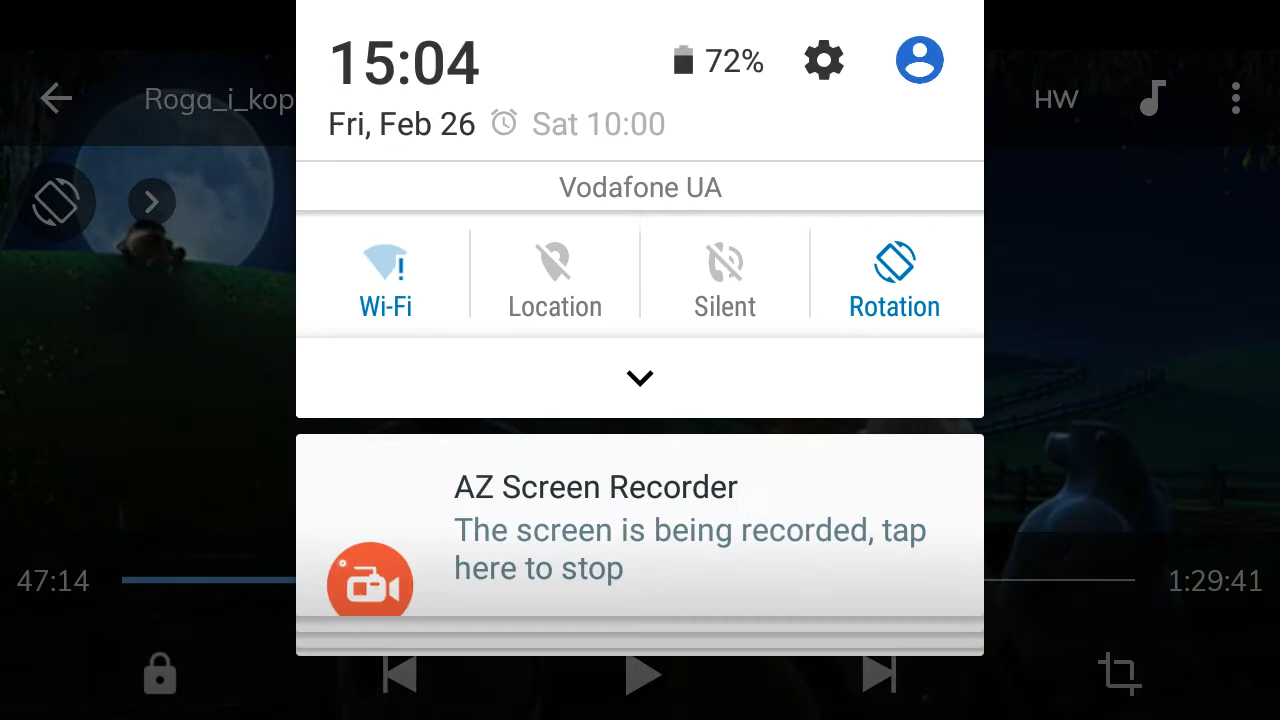 15:04
72%
Fri, Feb 26
Sat 10:00
Roga_i_kop
HW
Vodafone UA
Wi-Fi
Location
Silent
Rotation
AZ Screen Recorder
The screen is being recorded, tap
here to stop
47:14
1:29:41